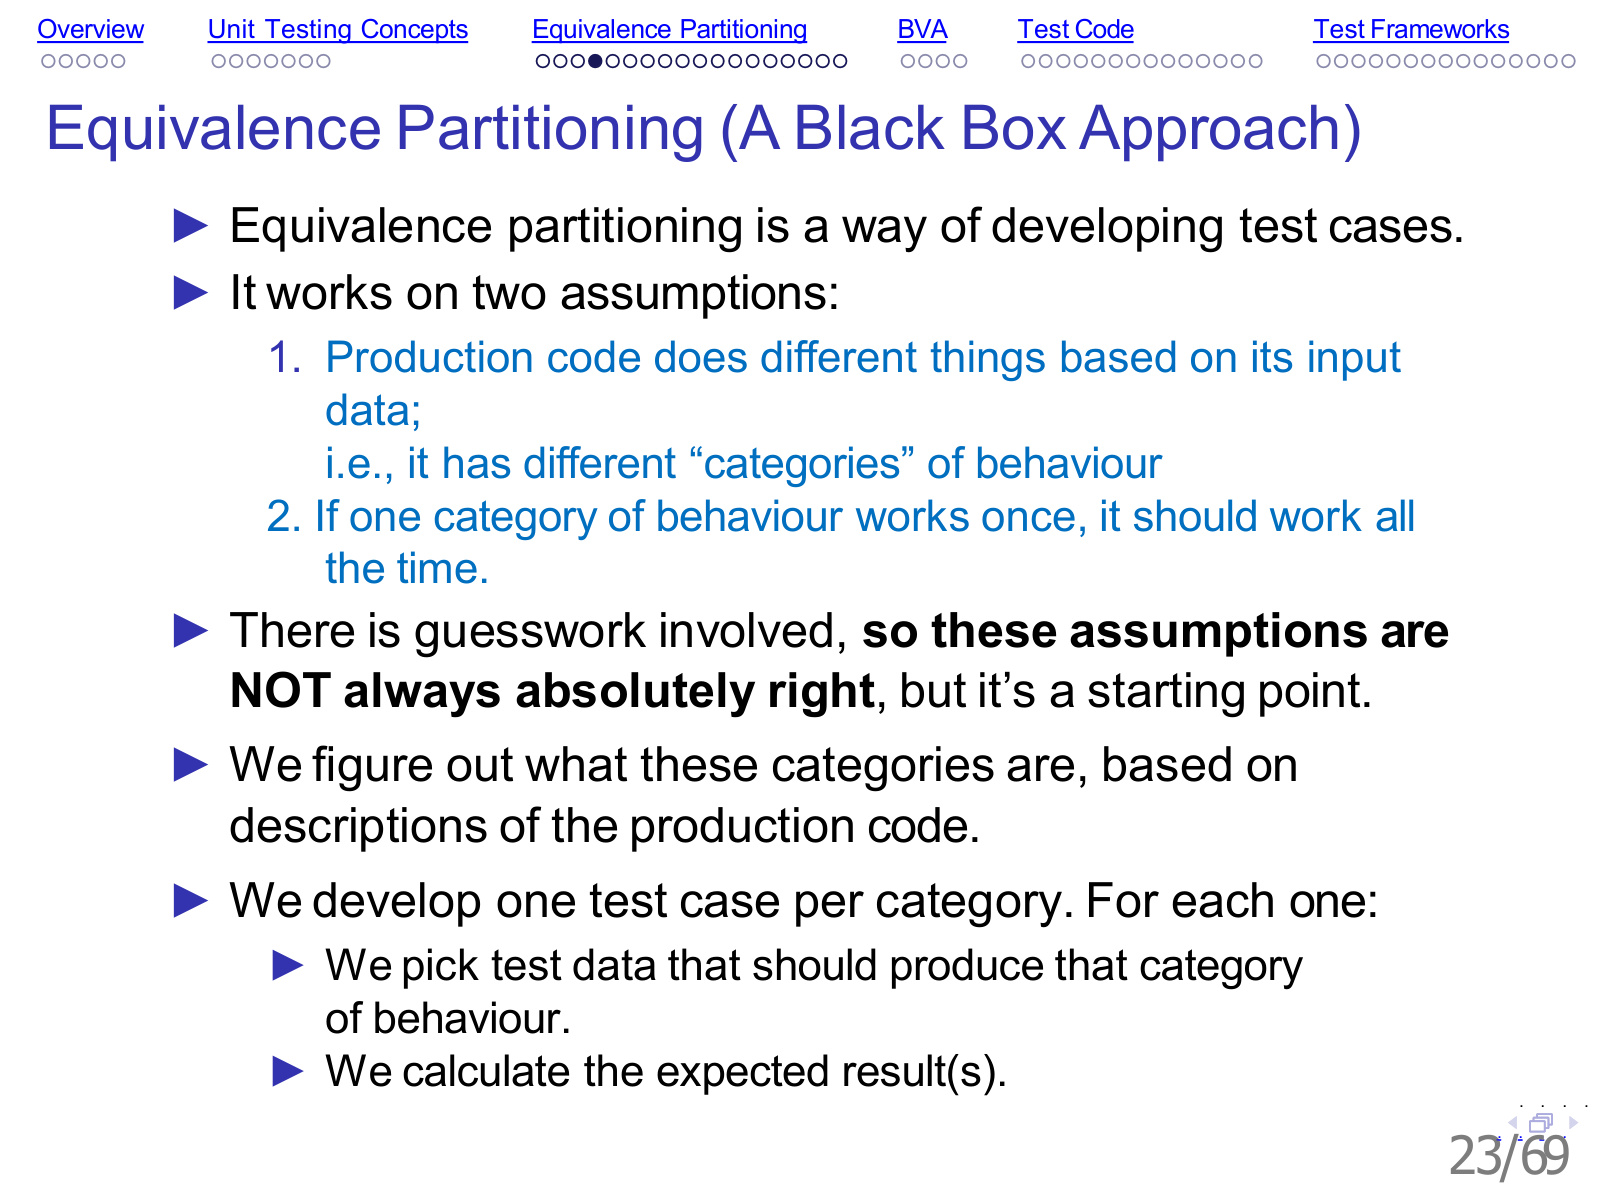 Overview Unit Testing Concepts Equivalence Partitioning BVA Test Code Test Frameworks
Equivalence Partitioning (A Black Box Approach)
► Equivalence partitioning is a way of developing test cases.
► It works on two assumptions:
1. Production code does different things based on its input
data;
i.e., it has different “categories” of behaviour
2. If one category of behaviour works once, it should work all
the time.
► There is guesswork involved, so these assumptions are
NOT always absolutely right, but it’s a starting point.
► We figure out what these categories are, based on
descriptions of the production code.
► We develop one test case per category. For each one:
► We pick test data that should produce that category
of behaviour.
► We calculate the expected result(s).
23/69